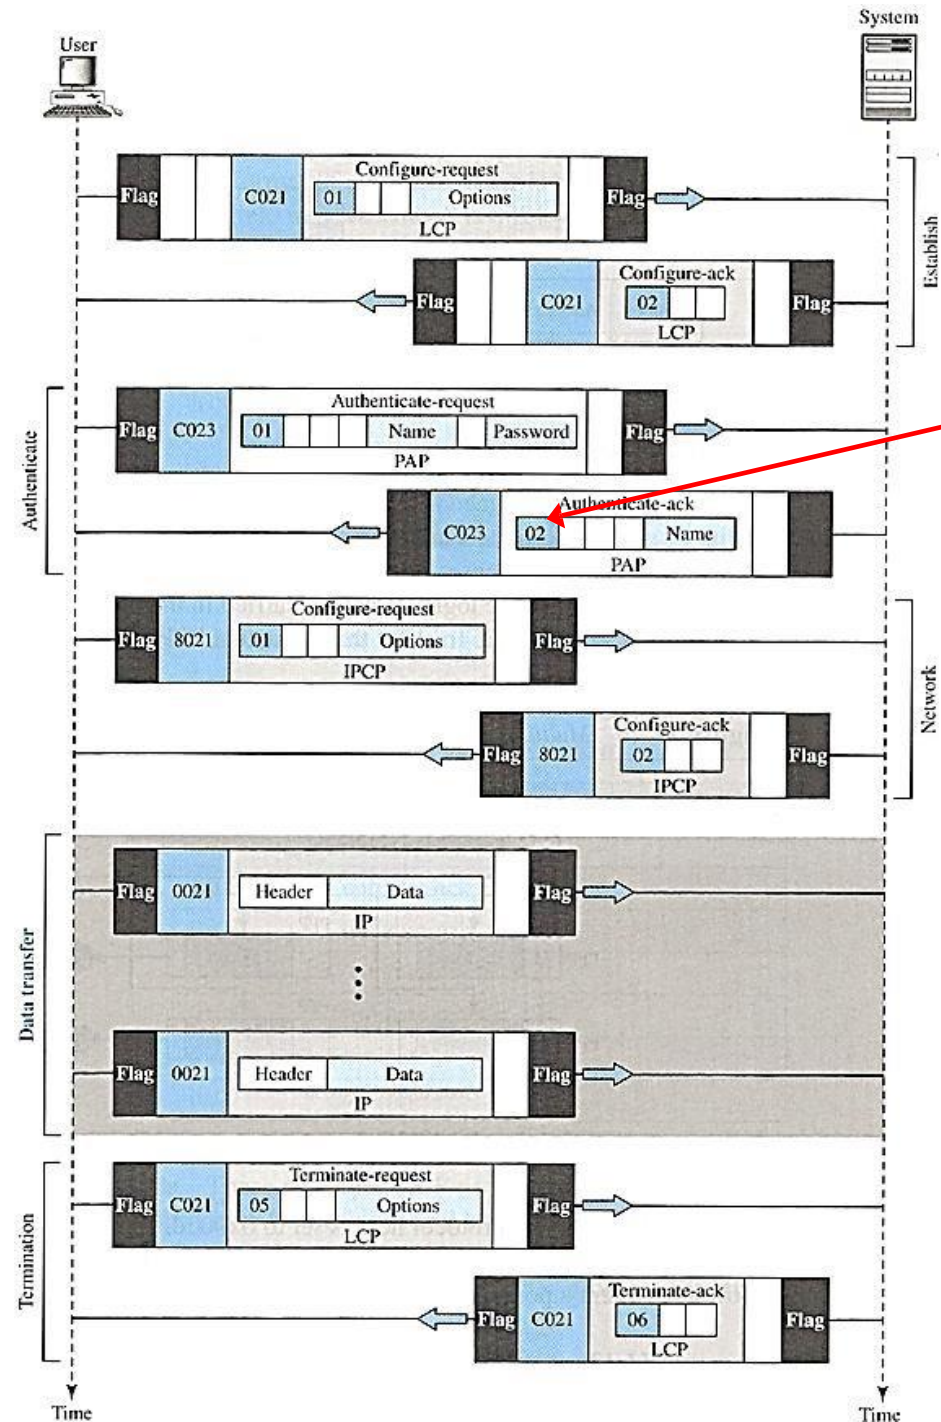 System
User
Configure-request
Flag C021 01 Options Flag
LCP
Establish
Configure-ack
Flag C021 02 Flag
LCP
Authenticate
Authenticate-request
Flag C023 01 Name Password Flag
PAP
Authenticate-ack
C023 02 Name
PAP
Network
Configure-request
Flag 8021 01 Options Flag
IPCP
Configure-ack
Flag 8021 02 Flag
IPCP
Data transfer
Flag 0021 Header Data Flag
IP
Flag 0021 Header Data Flag
IP
Termination
Terminate-request
Flag C021 05 Options Flag
LCP
Terminate-ack
Flag C021 06 Flag
LCP
Time Time